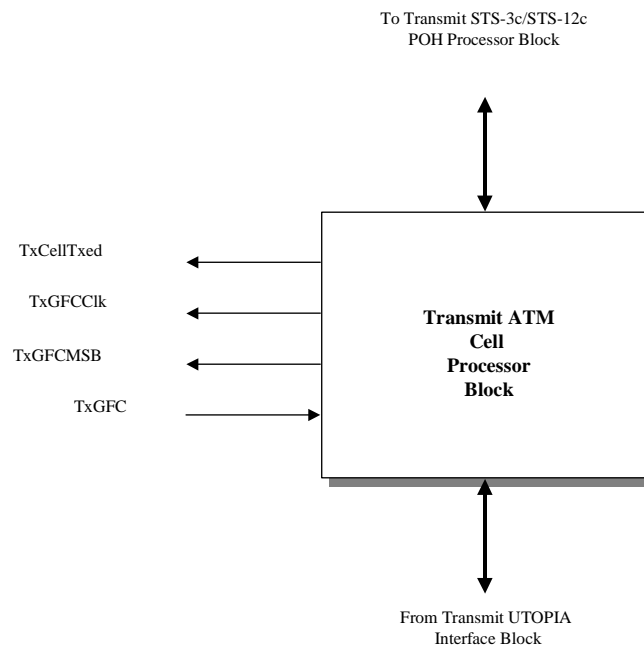 To Transmit STS-3c/STS-12c
POH Processor Block
TxCellTxed
TxGFCClk
TxGFCMSB
TxGFC
Transmit ATM
Cell
Processor
Block
From Transmit UTOPIA
Interface Block